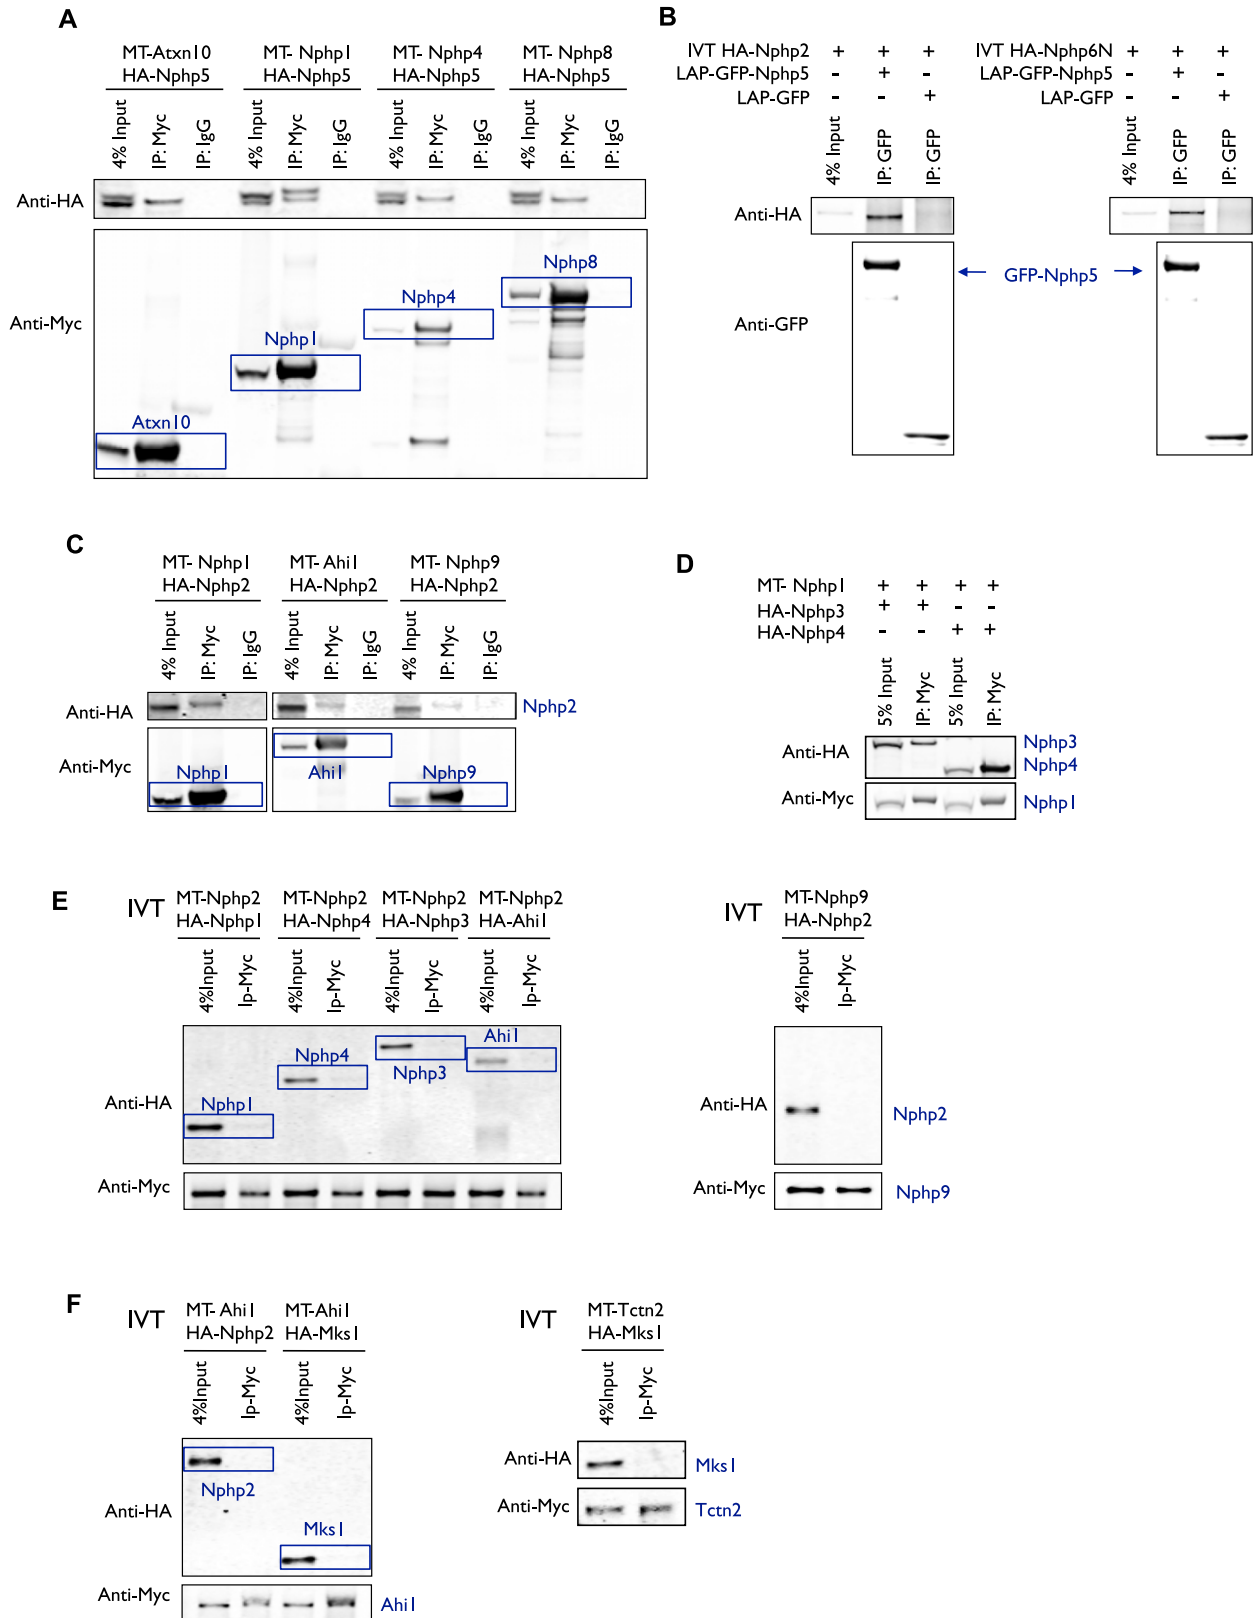 A
MT-Atxn10 MT- Nphp1 MT- Nphp4 MT- Nphp8
HA-Nphp5 HA-Nphp5 HA-Nphp5 HA-Nphp5
4% Input IP: Myc IP: IgG 4% Input IP: Myc IP: IgG 4% Input IP: Myc IP: IgG 4% Input IP: Myc IP: IgG
Anti-HA
Anti-Myc
Nphp8
Nphp4
Nphp1
Atxn10
B
IVT HA-Nphp2 + + +
LAP-GFP-Nphp5 - + -
LAP-GFP - - +
4% Input IP: GFP IP: GFP
IVT HA-Nphp6N + + +
LAP-GFP-Nphp5 - + -
LAP-GFP - - +
4% Input IP: GFP IP: GFP
Anti-HA
GFP-Nphp5
Anti-GFP
C
MT- Nphp1 MT- Ahi1 MT- Nphp9
HA-Nphp2 HA-Nphp2 HA-Nphp2
4% Input IP: Myc IP: IgG 4% Input IP: Myc IP: IgG 4% Input IP: Myc IP: IgG
Anti-HA Nphp2
Anti-Myc
Nphp1 Ahi1 Nphp9
D
MT- Nphp1 + + + +
HA-Nphp3 + + - -
HA-Nphp4 - - + +
5% Input IP: Myc 5% Input IP: Myc
Anti-HA Nphp3
Nphp4
Anti-Myc Nphp1
E
IVT MT-Nphp2 MT-Nphp2 MT-Nphp2 MT-Nphp2
HA-Nphp1 HA-Nphp4 HA-Nphp3 HA-Ahi1
4%Input Ip-Myc 4%Input Ip-Myc 4%Input Ip-Myc 4%Input Ip-Myc
Ahi1
Nphp4 Nphp3
Nphp1
Anti-HA
Anti-Myc
IVT MT-Nphp9
HA-Nphp2
4%Input Ip-Myc
Anti-HA Nphp2
Anti-Myc Nphp9
F
IVT MT- Ahi1 MT-Ahi1
HA-Nphp2 HA-Mks1
4%Input Ip-Myc 4%Input Ip-Myc
Nphp2
Anti-HA
Mks1
Anti-Myc Ahi1
IVT MT-Tctn2
HA-Mks1
4%Input Ip-Myc
Anti-HA Mks1
Anti-Myc Tctn2